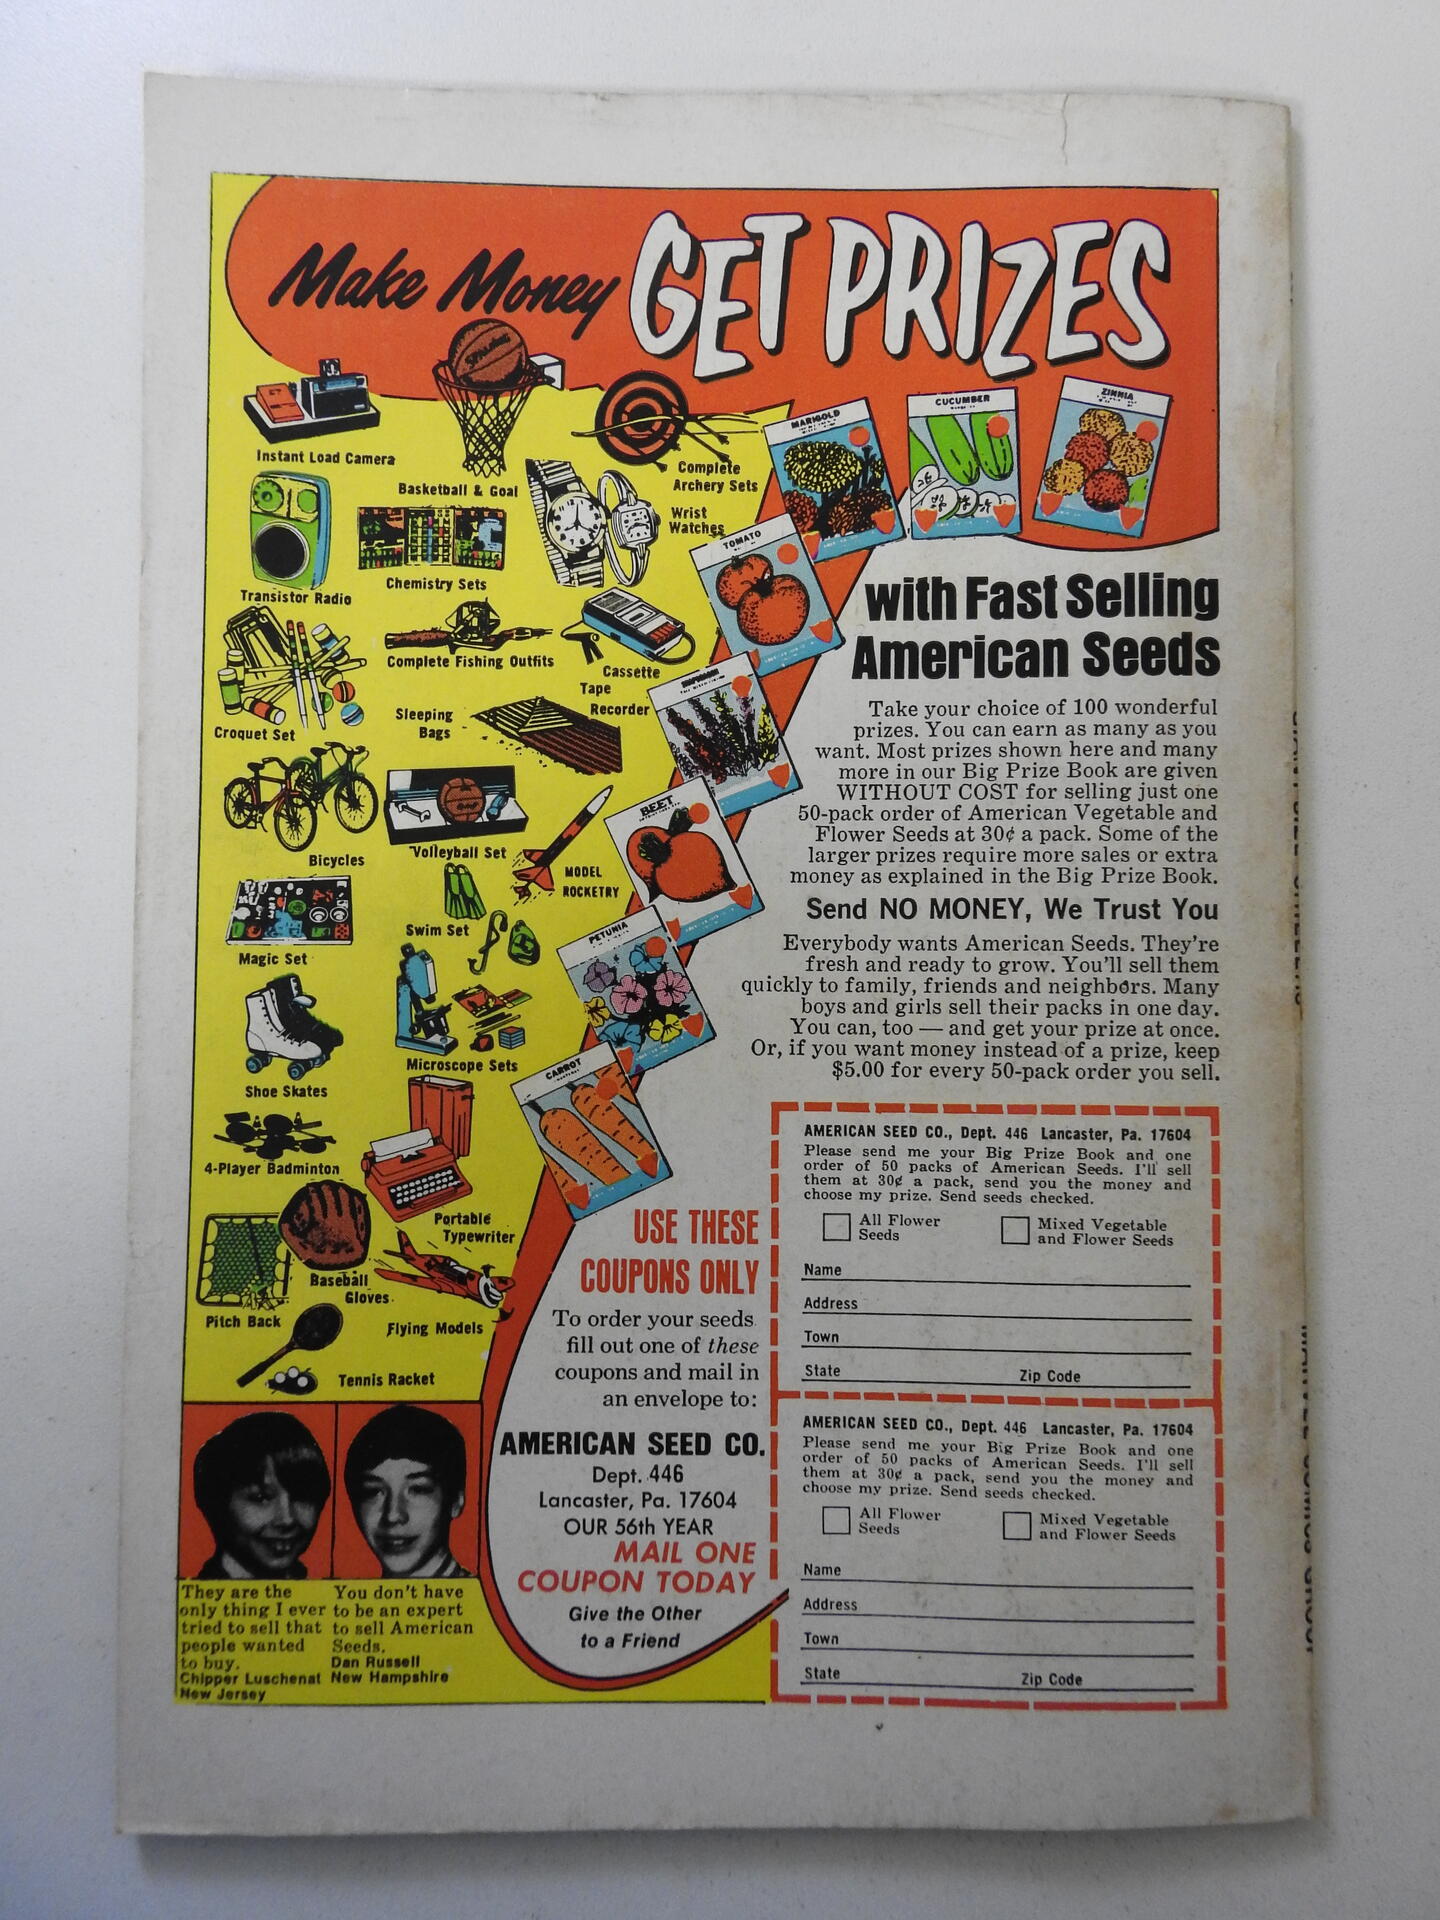 Make Money GET PRIZES
Instant Load Camera
SPALDING
Basketball & Goal
Complete
Archery Sets
Wrist
Watches
Transistor Radio
Chemistry Sets
Complete Fishing Outfits
Cassette
Tape
Recorder
Croquet Set
Sleeping
Bags
Bicycles
Volleyball Set
MODEL
ROCKETRY
Magic Set
Swim Set
Shoe Skates
Microscope Sets
4-Player Badminton
Portable
Typewriter
Baseball
Gloves
Pitch Back
Flying Models
Tennis Racket
MARIGOLD
CUCUMBER
ZINNIA
TOMATO
BEET
PETUNIA
CARROT
with Fast Selling
American Seeds
Take your choice of 100 wonderful
prizes. You can earn as many as you
want. Most prizes shown here and many
more in our Big Prize Book are given
WITHOUT COST for selling just one
50-pack order of American Vegetable and
Flower Seeds at 30¢ a pack. Some of the
larger prizes require more sales or extra
money as explained in the Big Prize Book.
Send NO MONEY, We Trust You
Everybody wants American Seeds. They're
fresh and ready to grow. You'll sell them
quickly to family, friends and neighbors. Many
boys and girls sell their packs in one day.
You can, too — and get your prize at once.
Or, if you want money instead of a prize, keep
$5.00 for every 50-pack order you sell.
USE THESE
COUPONS ONLY
To order your seeds
fill out one of these
coupons and mail in
an envelope to:
AMERICAN SEED CO.
Dept. 446
Lancaster, Pa. 17604
OUR 56th YEAR
MAIL ONE
COUPON TODAY
Give the Other
to a Friend
AMERICAN SEED CO., Dept. 446 Lancaster, Pa. 17604
Please send me your Big Prize Book and one
order of 50 packs of American Seeds. I'll sell
them at 30¢ a pack, send you the money and
choose my prize. Send seeds checked.
All Flower
Seeds
Mixed Vegetable
and Flower Seeds
Name
Address
Town
State Zip Code
AMERICAN SEED CO., Dept. 446 Lancaster, Pa. 17604
Please send me your Big Prize Book and one
order of 50 packs of American Seeds. I'll sell
them at 30¢ a pack, send you the money and
choose my prize. Send seeds checked.
All Flower
Seeds
Mixed Vegetable
and Flower Seeds
Name
Address
Town
State Zip Code
They are the
only thing I ever
tried to sell that
people wanted
to buy.
Chipper Luschenat
New Jersey
You don't have
to be an expert
to sell American
Seeds.
Dan Russell
New Hampshire
MARVEL COMICS GROUP